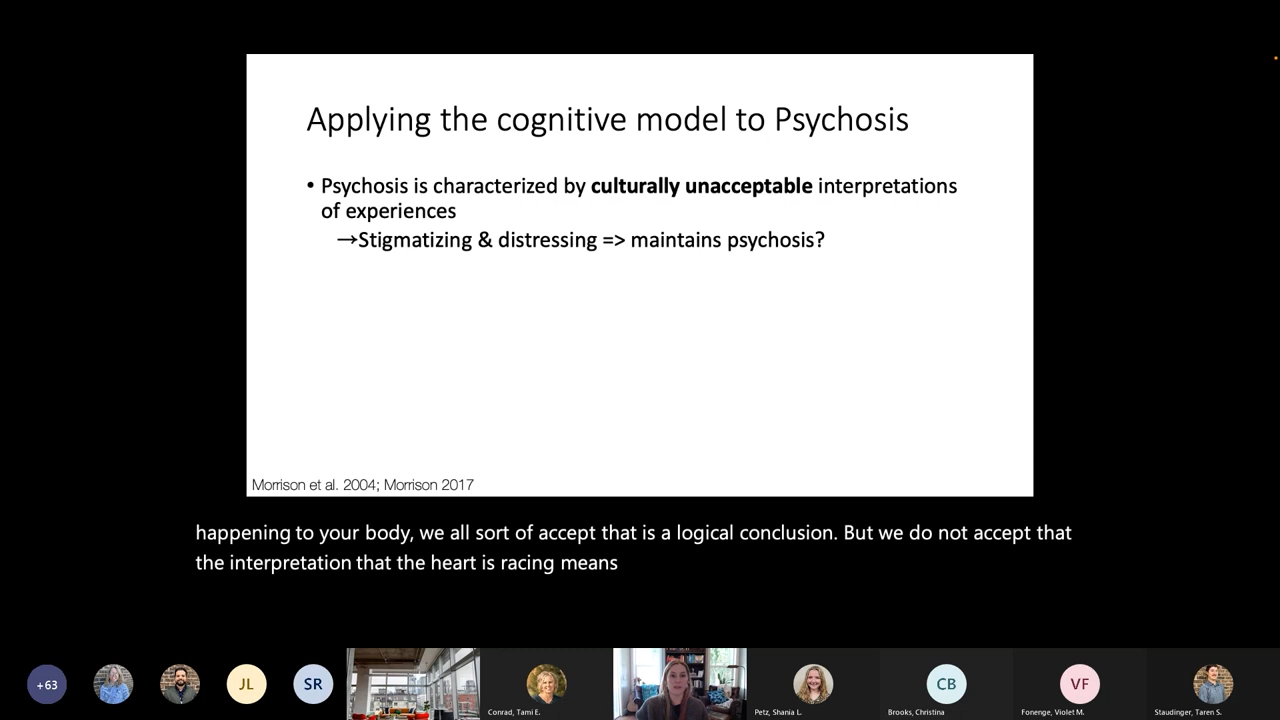 Applying the cognitive model to Psychosis
• Psychosis is characterized by culturally unacceptable interpretations
of experiences
→Stigmatizing & distressing => maintains psychosis?
Morrison et al. 2004; Morrison 2017
happening to your body, we all sort of accept that is a logical conclusion. But we do not accept that
the interpretation that the heart is racing means
+63
JL
SR
Conrad, Tami E.
Petz, Shania L.
CB
Brooks, Christina
VF
Fonenge, Violet M.
Staudinger, Taren S.